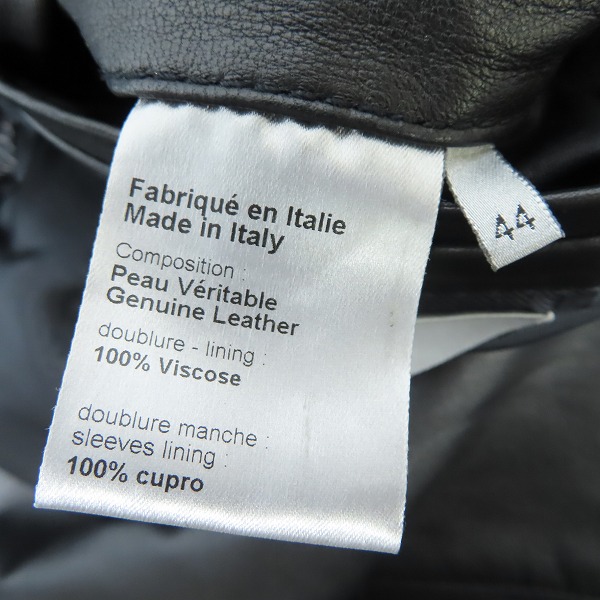 Fabriqué en Italie
Made in Italy
Composition :
Peau Véritable
Genuine Leather
doublure - lining :
100% Viscose
doublure manche :
sleeves lining :
100% cupro
44